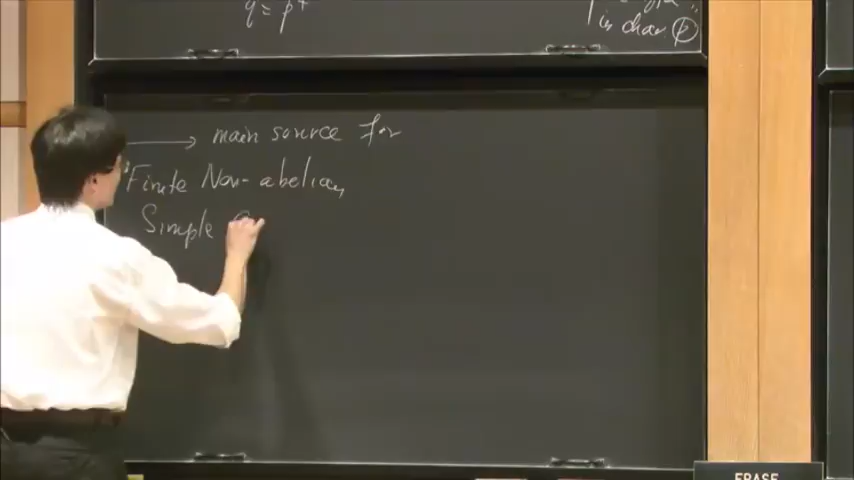 q = p^f
in char p
→ main source for
Finite Non-abelian
Simple
ERASE